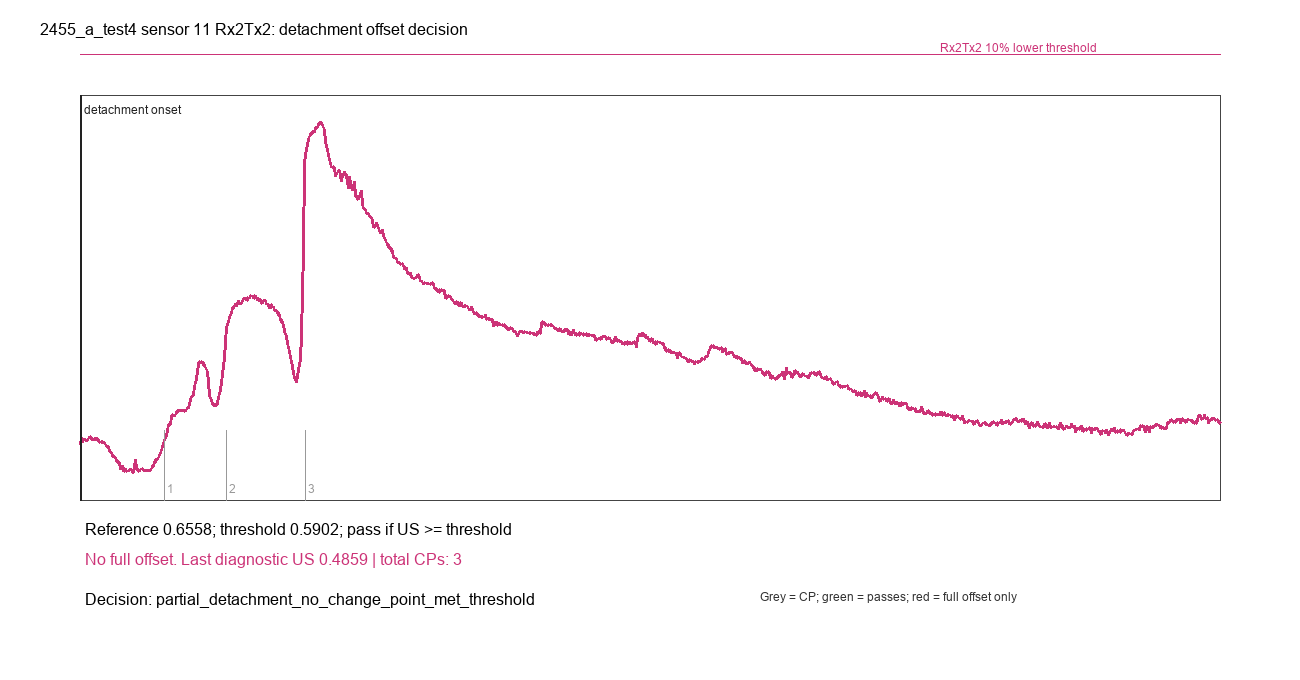 2455_a_test4 sensor 11 Rx2Tx2: detachment offset decision
Rx2Tx2 10% lower threshold
detachment onset
1 2 3
Reference 0.6558; threshold 0.5902; pass if US >= threshold
No full offset. Last diagnostic US 0.4859 | total CPs: 3
Decision: partial_detachment_no_change_point_met_threshold
Grey = CP; green = passes; red = full offset only